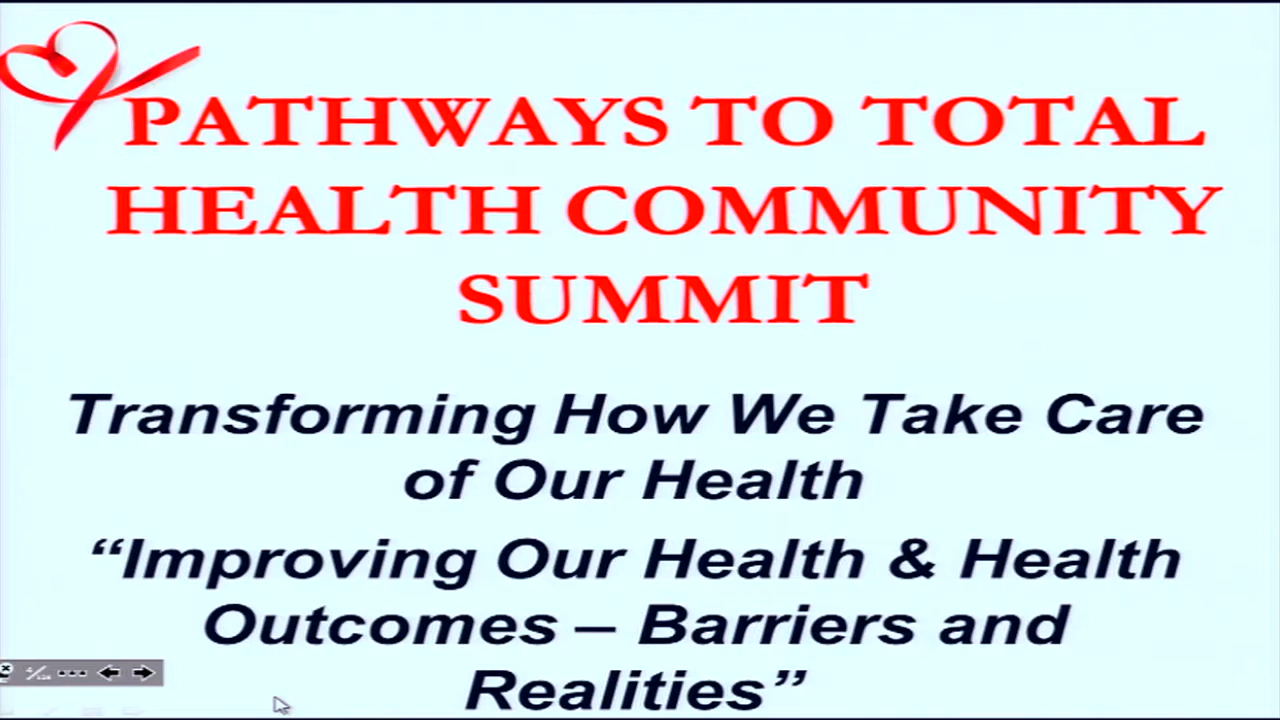 PATHWAYS TO TOTAL
HEALTH COMMUNITY
SUMMIT
Transforming How We Take Care
of Our Health
“Improving Our Health & Health
Outcomes – Barriers and
Realities”